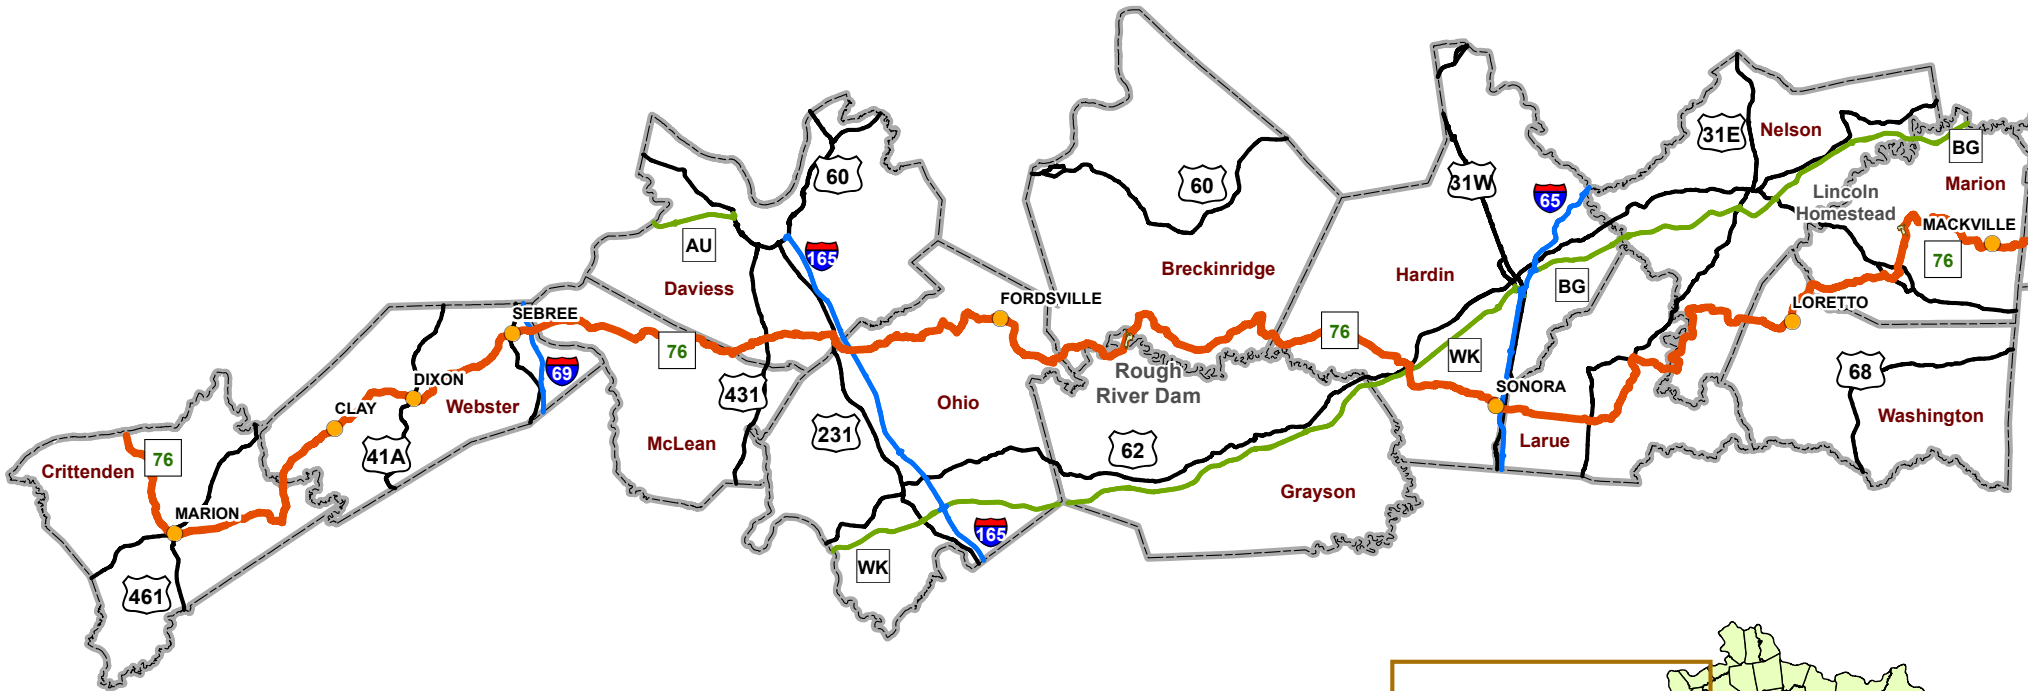 60
60
31W
65
31E
Nelson
BG
Marion
Lincoln
Homestead
MACKVILLE
76
AU
165
Daviess
Breckinridge
Hardin
BG
FORDSVILLE
LORETTO
SEBREE
76
76
WK
69
DIXON
Webster
CLAY
41A
431
231
Ohio
Rough
River Dam
SONORA
Larue
68
Washington
McLean
62
Crittenden
76
MARION
Grayson
165
WK
461